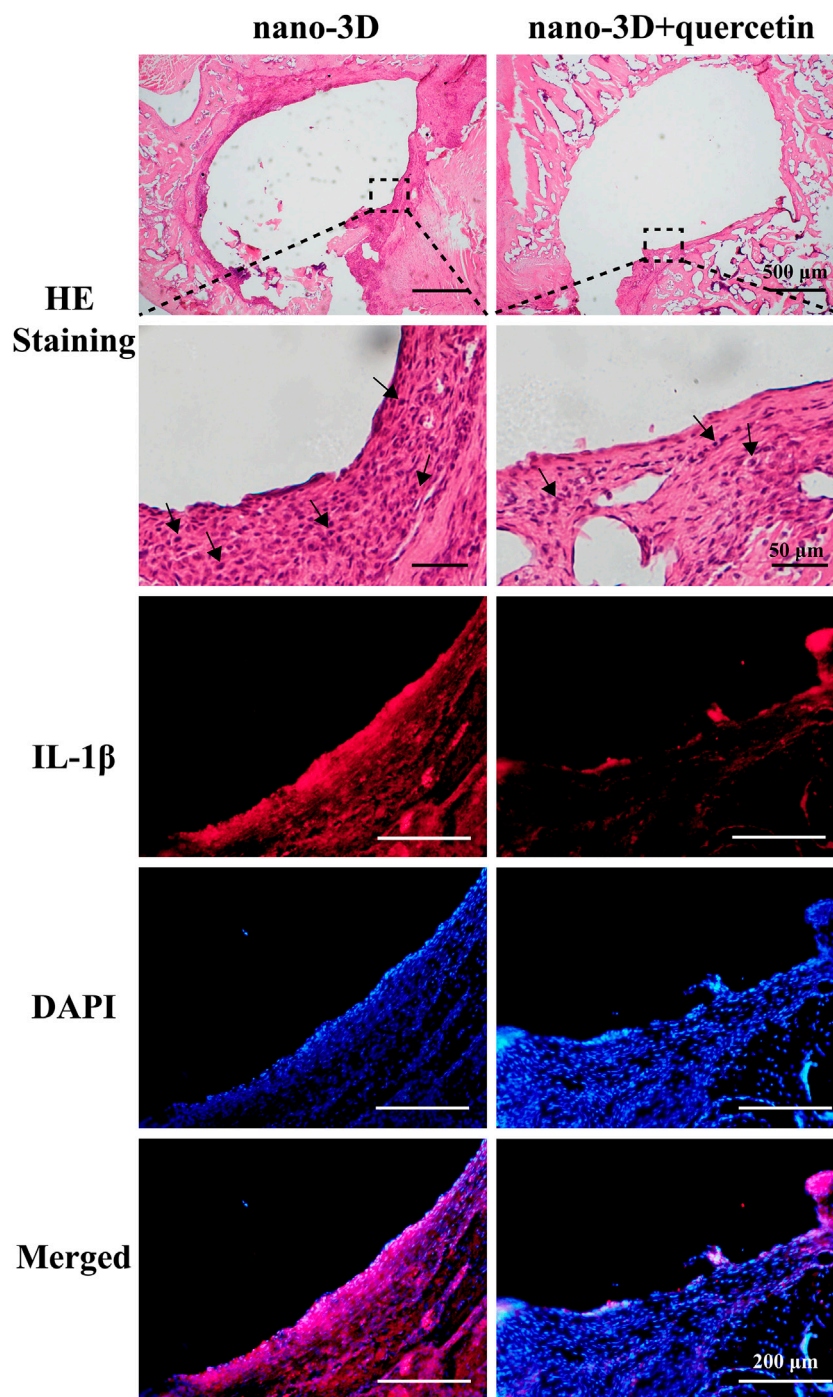 nano-3D
nano-3D+quercetin
500 μm
HE
Staining
50 μm
IL-1β
DAPI
Merged
200 μm